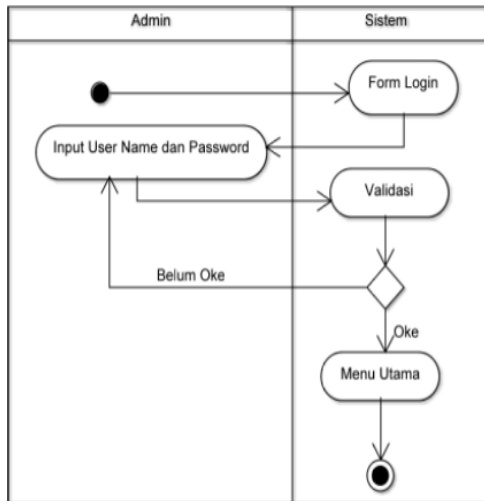 Admin
Sistem
Form Login
Input User Name dan Password
Validasi
Belum Oke
Oke
Menu Utama